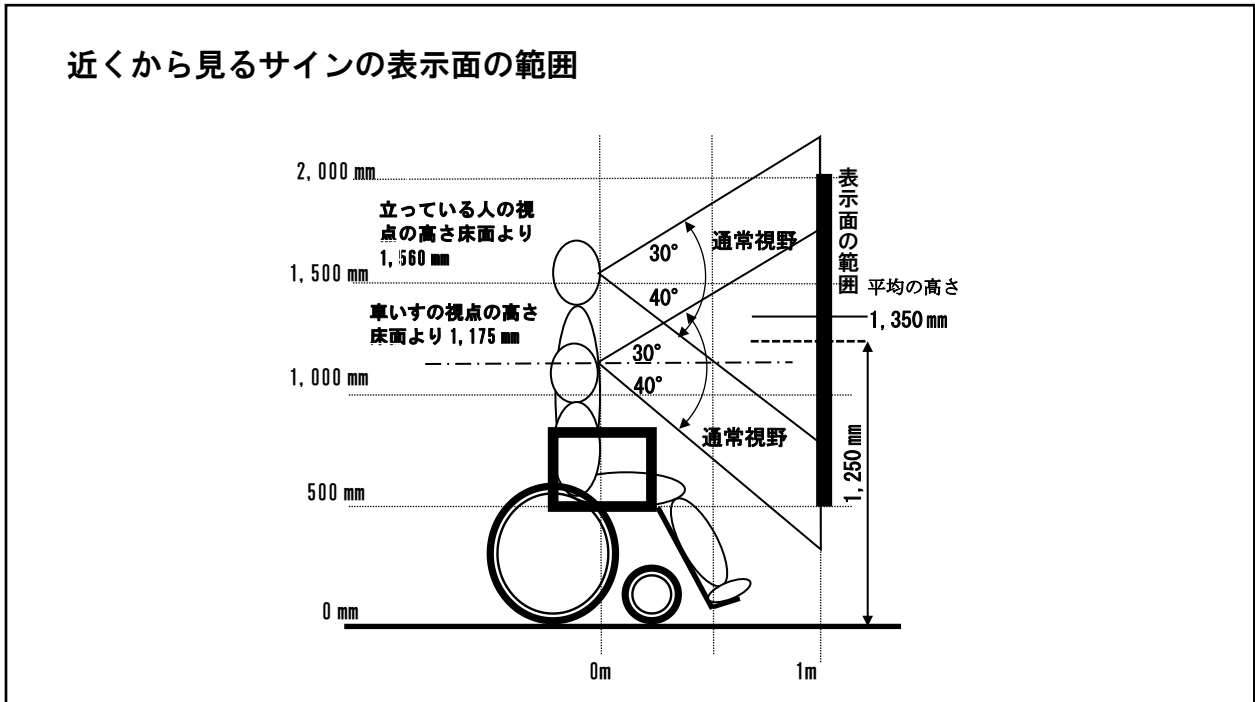 近くから見るサインの表示面の範囲
2,000 mm
立っている人の視
点の高さ床面より
1,560 mm
1,500 mm
車いすの視点の高さ
床面より 1,175 mm
1,000 mm
500 mm
0 mm
30°
40°
通常視野
30°
40°
通常視野
表示面の範囲
平均の高さ
1,350 mm
1,250 mm
0m
1m